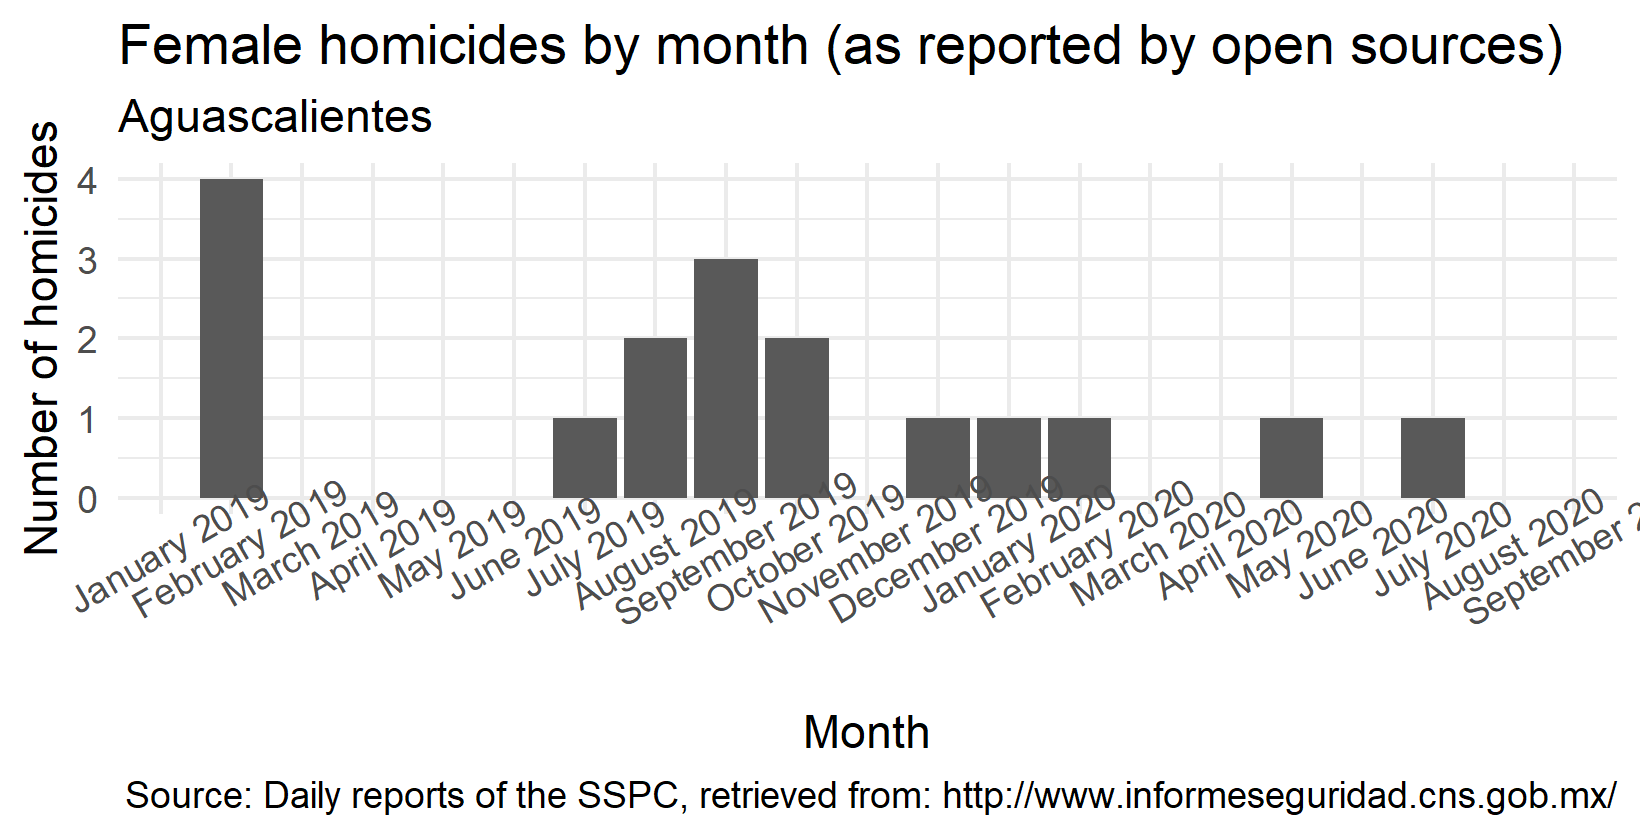 Female homicides by month (as reported by open sources)
Aguascalientes
Number of homicides
4
3
2
1
0
January 2019
February 2019
March 2019
April 2019
May 2019
June 2019
July 2019
August 2019
September 2019
October 2019
November 2019
December 2019
January 2020
February 2020
March 2020
April 2020
May 2020
June 2020
July 2020
August 2020
September 2
Month
Source: Daily reports of the SSPC, retrieved from: http://www.informeseguridad.cns.gob.mx/